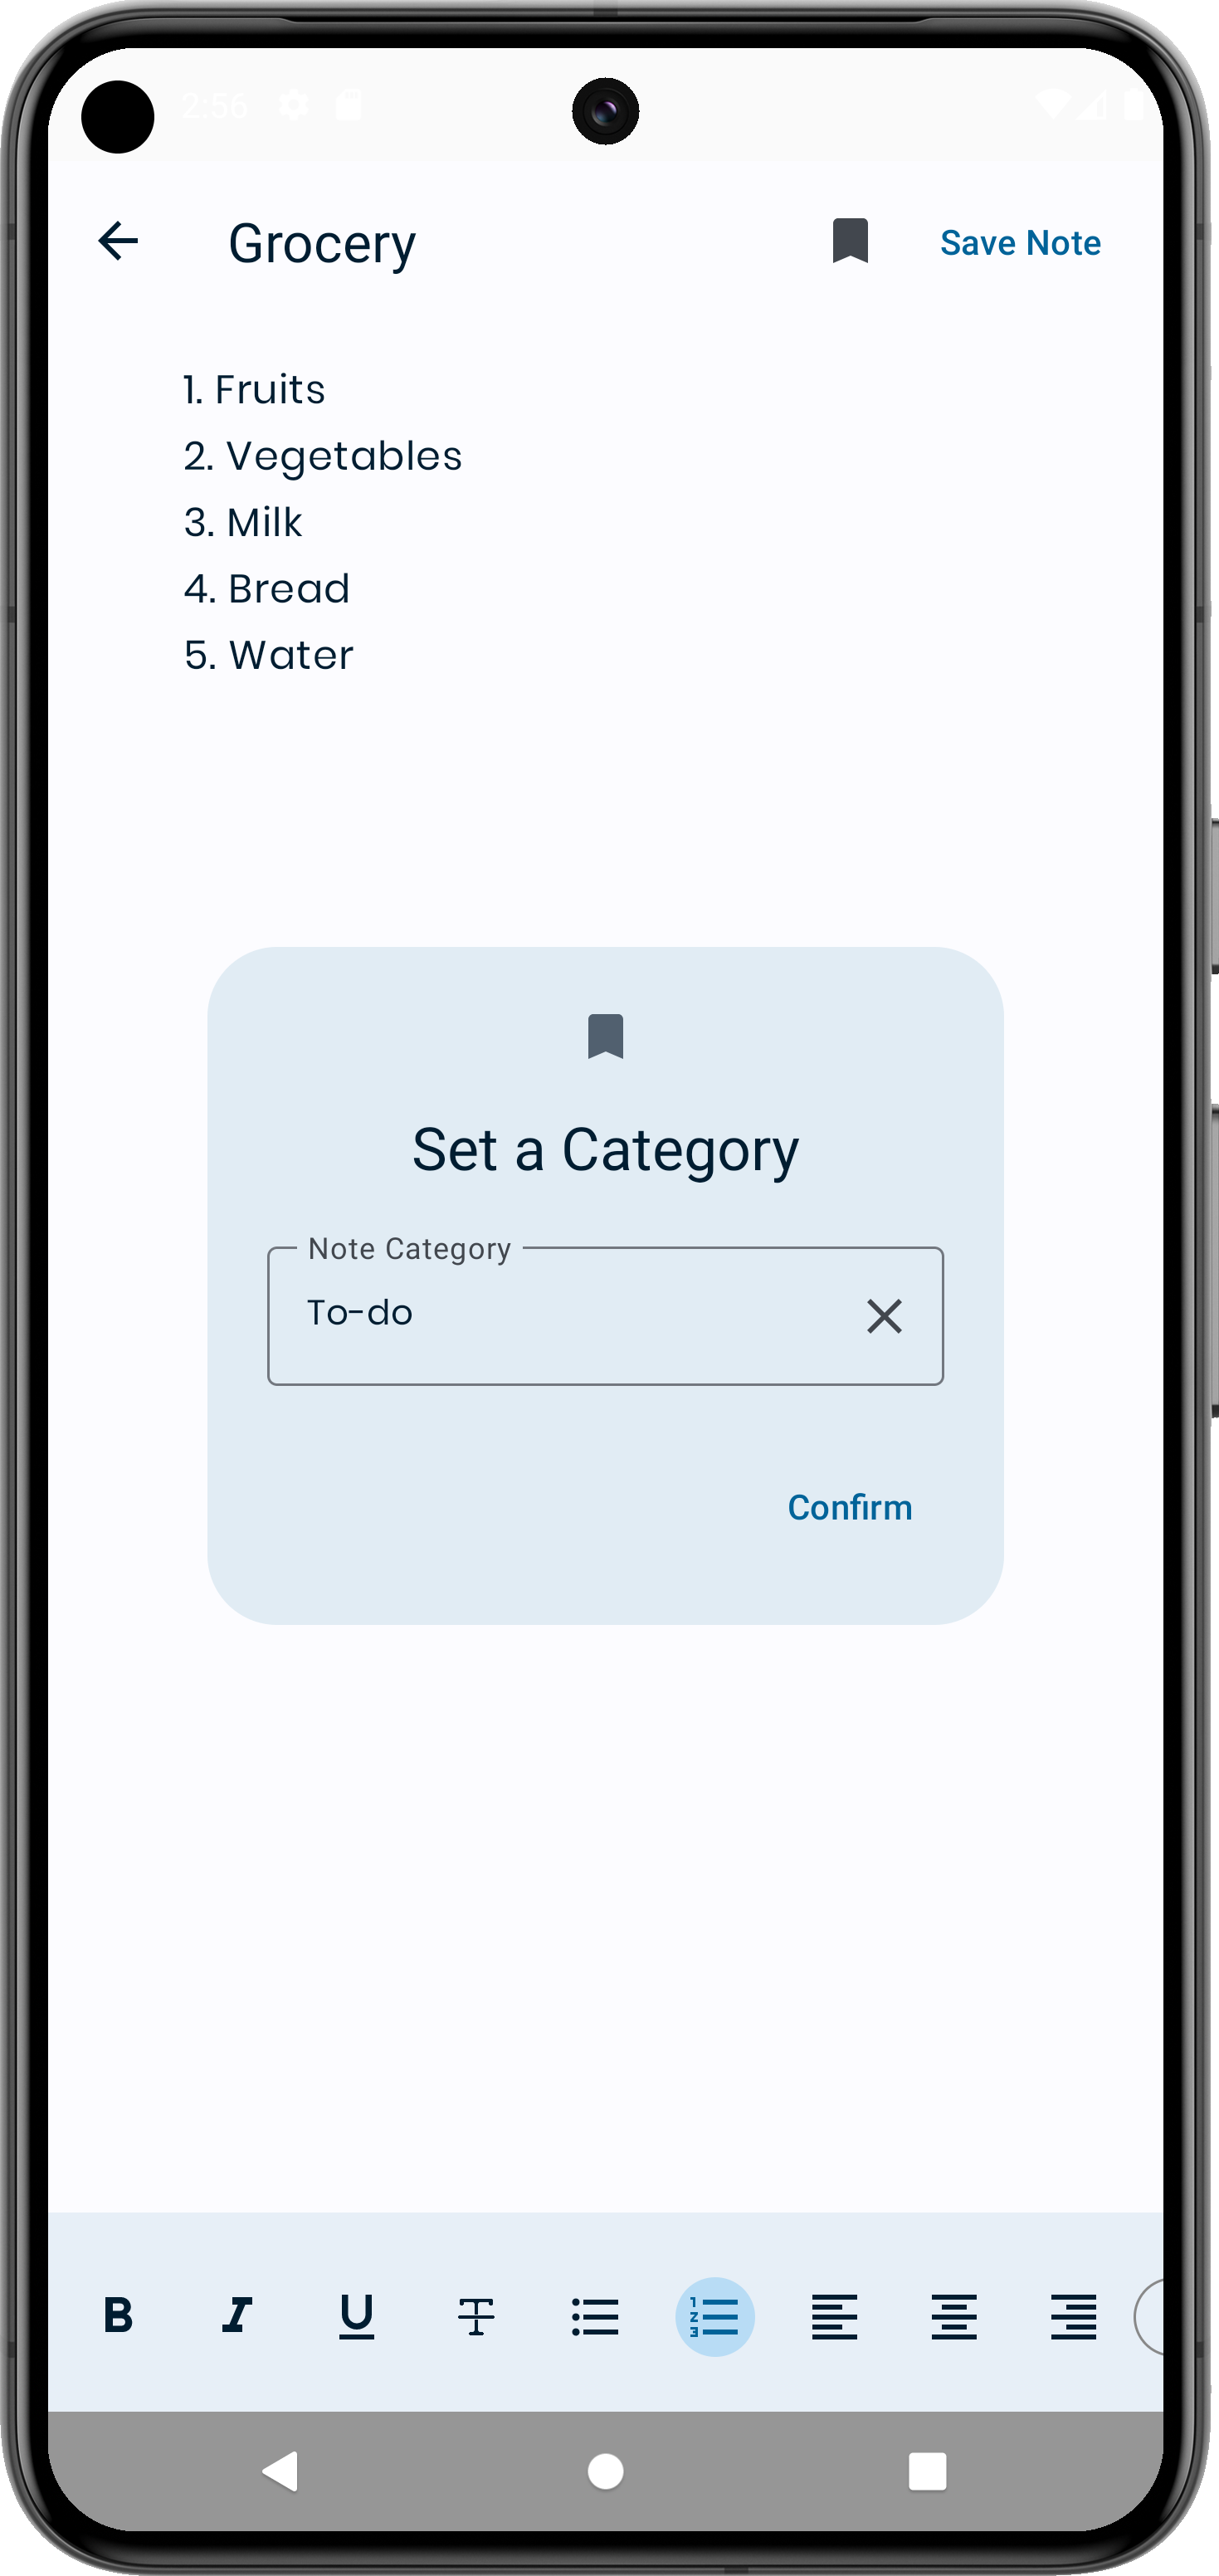 2:56
Grocery Save Note
1. Fruits
2. Vegetables
3. Milk
4. Bread
5. Water
Set a Category
Note Category
To-do
Confirm